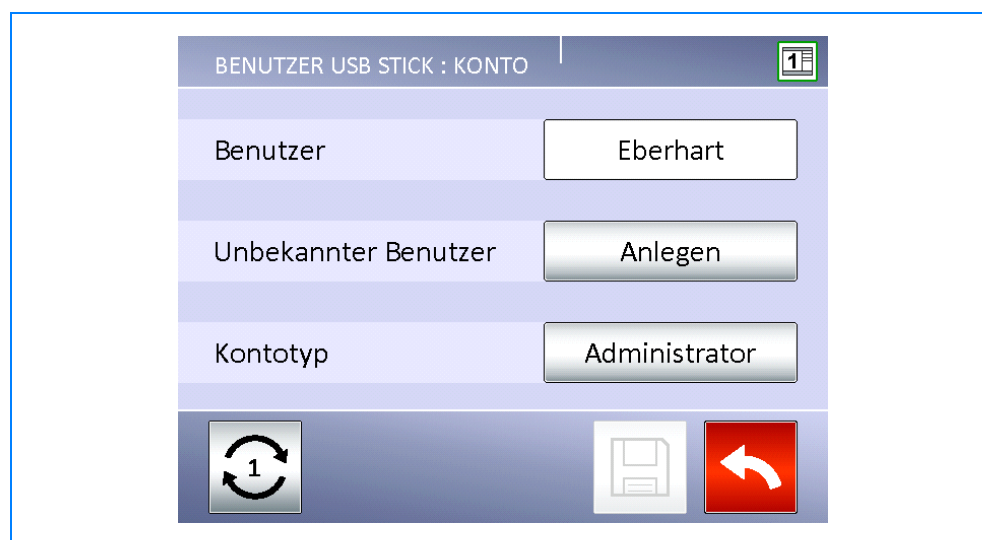 BENUTZER USB STICK : KONTO
1
Benutzer Eberhart
Unbekannter Benutzer Anlegen
Kontotyp Administrator
1